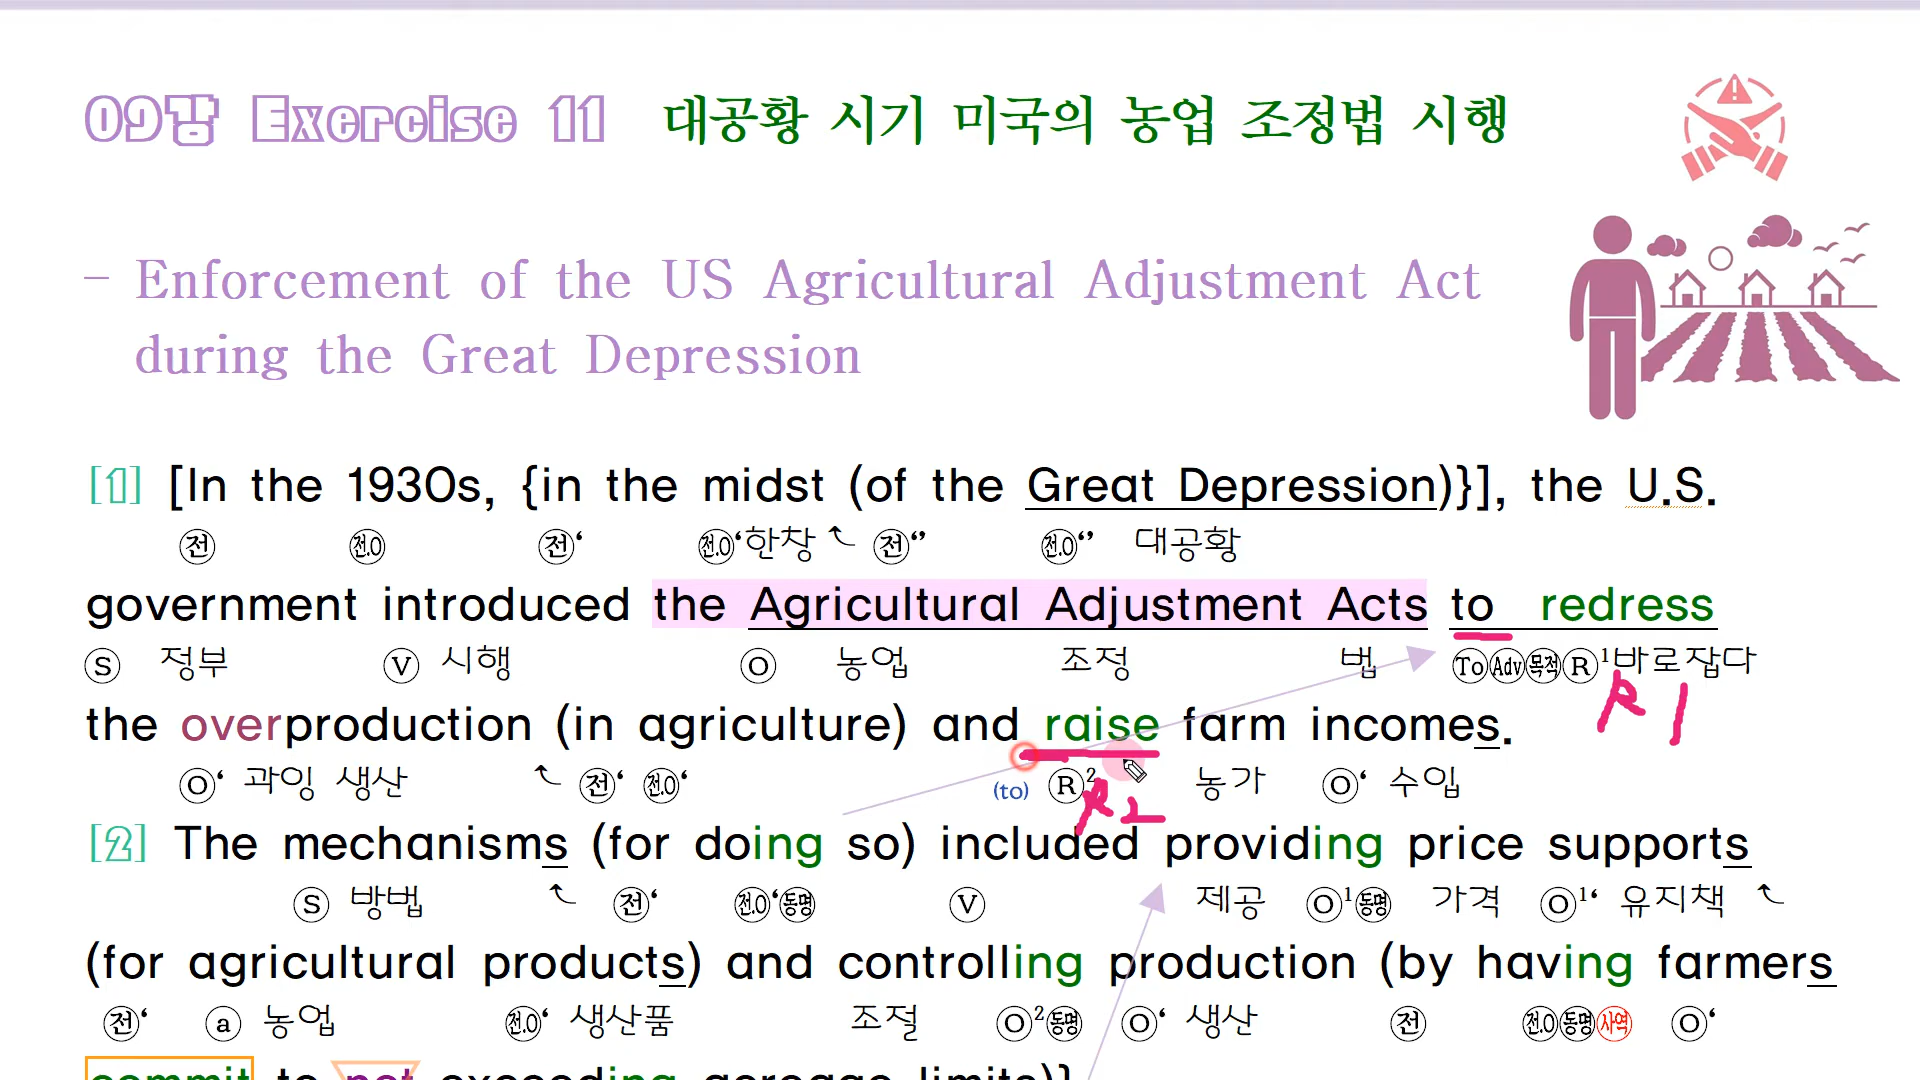 09강 Exercise 11 대공황 시기 미국의 농업 조정법 시행
- Enforcement of the US Agricultural Adjustment Act
during the Great Depression
[1] [In the 1930s, {in the midst (of the Great Depression)}], the U.S.
전 전.O 전‘ 전.O‘ 한창 전‘’ 전.O‘’ 대공황
government introduced the Agricultural Adjustment Acts to redress
S 정부 V 시행 O 농업 조정 법 To Adv 목적 R¹ 바로잡다
R1
the overproduction (in agriculture) and raise farm incomes.
O‘ 과잉 생산 전‘ 전.O‘ (to) R² 농가 O‘ 수입
R2
[2] The mechanisms (for doing so) included providing price supports
S 방법 전‘ 전.O‘ 동명 V 제공 O¹ 동명 가격 O¹‘ 유지책
(for agricultural products) and controlling production (by having farmers
전‘ a 농업 전.O‘ 생산품 조절 O² 동명 O‘ 생산 전 전.O 동명 사역 O‘
commit to not exceeding acreage limits)}